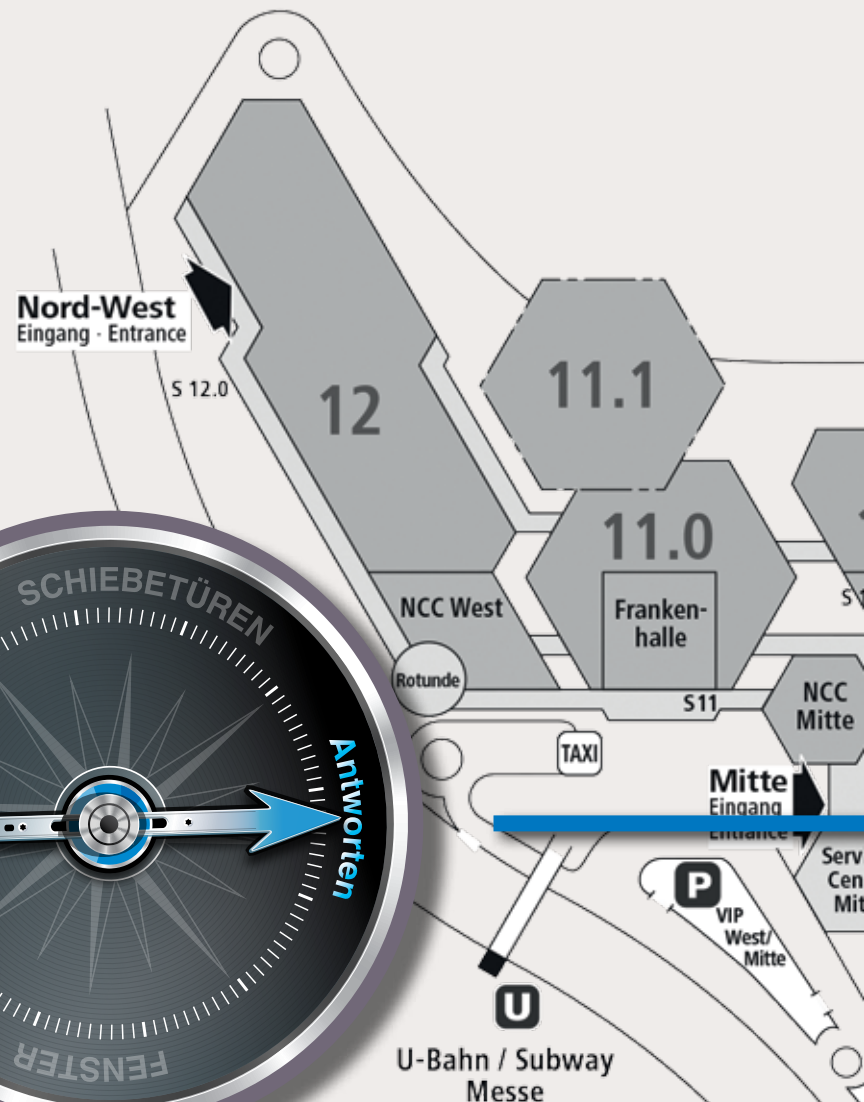 Nord-West
Eingang · Entrance
S 12.0
12
11.1
11.0
NCC West
Franken-
halle
Rotunde
S11
NCC
Mitte
TAXI
Mitte
Eingang
Entrance
P
VIP
West/
Mitte
U
U-Bahn / Subway
Messe
SCHIEBETÜREN
Antworten
FENSTER